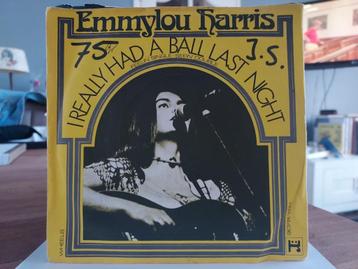 Emmylou Harris
75
J.S.
I REALLY HAD A BALL LAST NIGHT